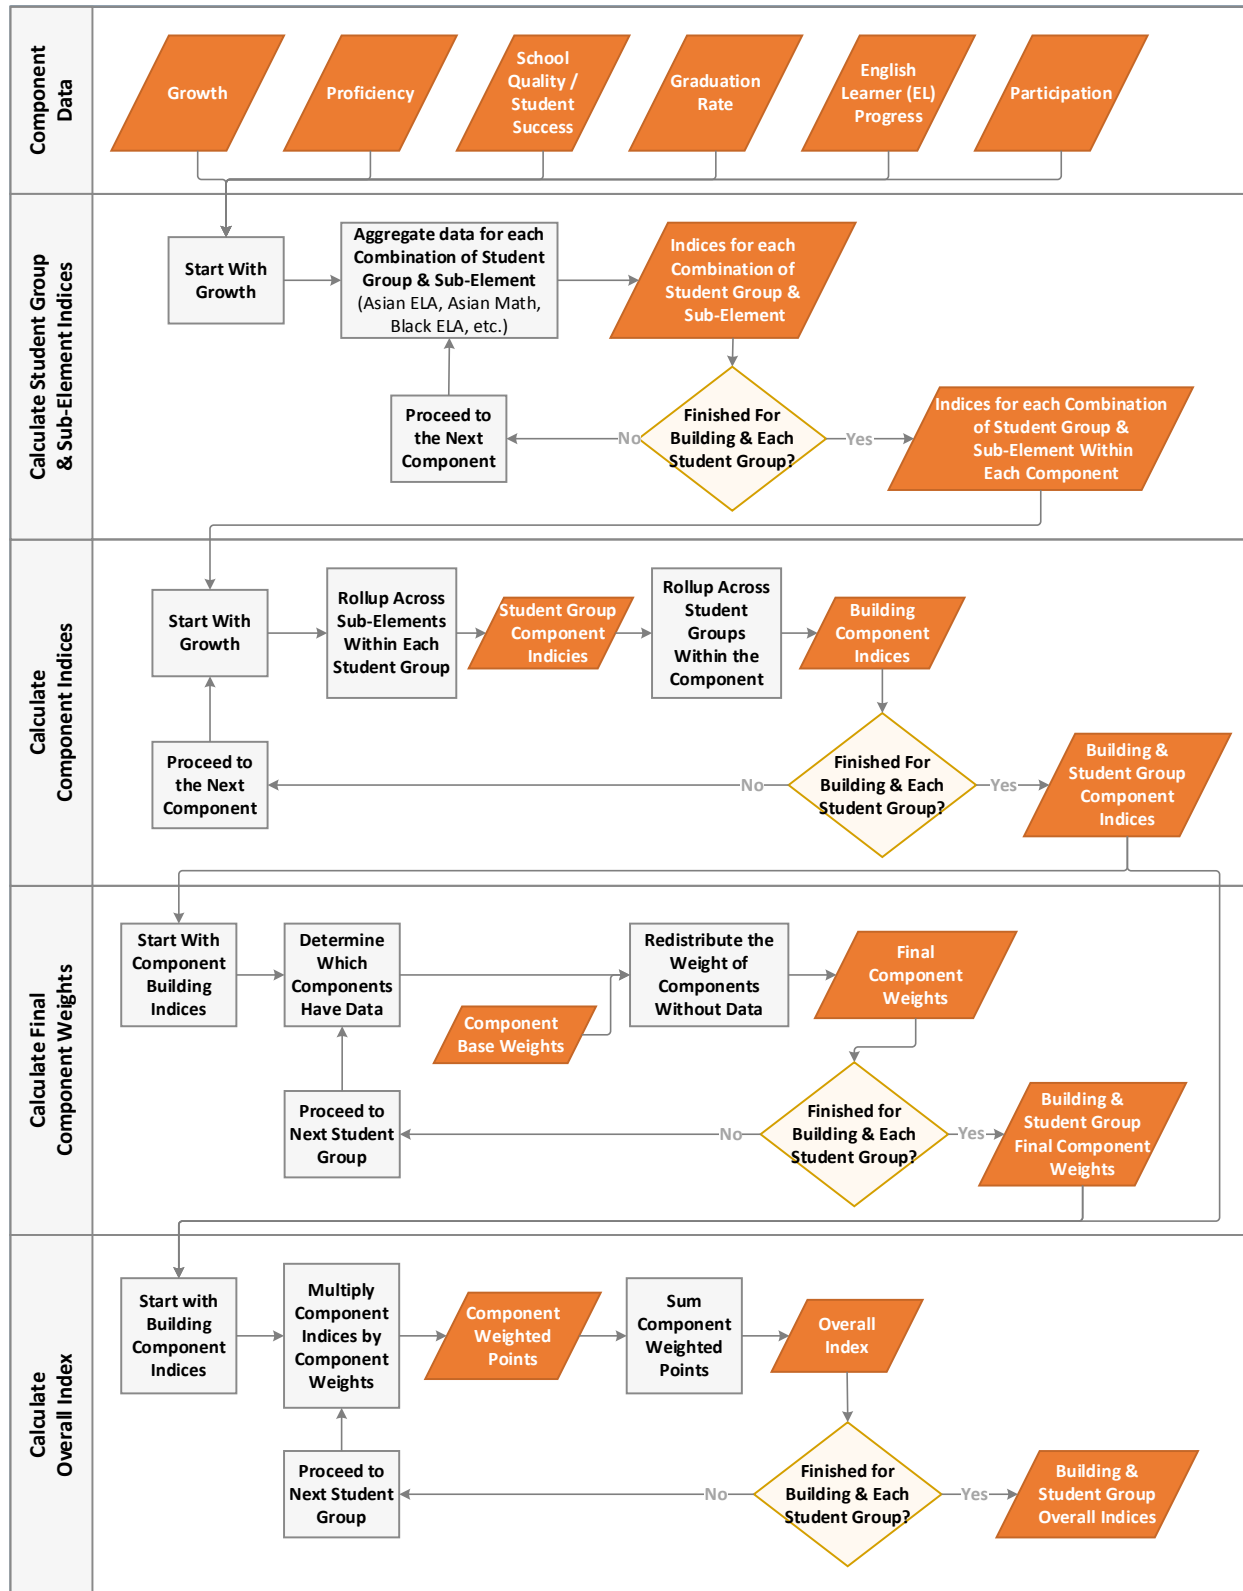 Component
Data
Growth
Proficiency
School
Quality /
Student
Success
Graduation
Rate
English
Learner (EL)
Progress
Participation
Calculate Student Group
& Sub-Element Indices
Start With
Growth
Aggregate data for each
Combination of Student
Group & Sub-Element
(Asian ELA, Asian Math,
Black ELA, etc.)
Indices for each
Combination of
Student Group &
Sub-Element
Proceed to
the Next
Component
No
Finished For
Building & Each
Student Group?
Yes
Indices for each Combination
of Student Group &
Sub-Element Within
Each Component
Calculate
Component Indices
Start With
Growth
Rollup Across
Sub-Elements
Within Each
Student Group
Student Group
Component
Indicies
Rollup Across
Student
Groups
Within the
Component
Building
Component
Indices
Proceed to
the Next
Component
No
Finished For
Building & Each
Student Group?
Yes
Building &
Student Group
Component
Indices
Calculate Final
Component Weights
Start With
Component
Building
Indices
Determine
Which
Components
Have Data
Component
Base Weights
Redistribute the
Weight of
Components
Without Data
Final
Component
Weights
Proceed to
Next Student
Group
No
Finished for
Building & Each
Student Group?
Yes
Building &
Student Group
Final Component
Weights
Calculate
Overall Index
Start with
Building
Component
Indices
Multiply
Component
Indices by
Component
Weights
Component
Weighted
Points
Sum
Component
Weighted
Points
Overall
Index
Proceed to
Next Student
Group
No
Finished for
Building & Each
Student Group?
Yes
Building &
Student Group
Overall Indices